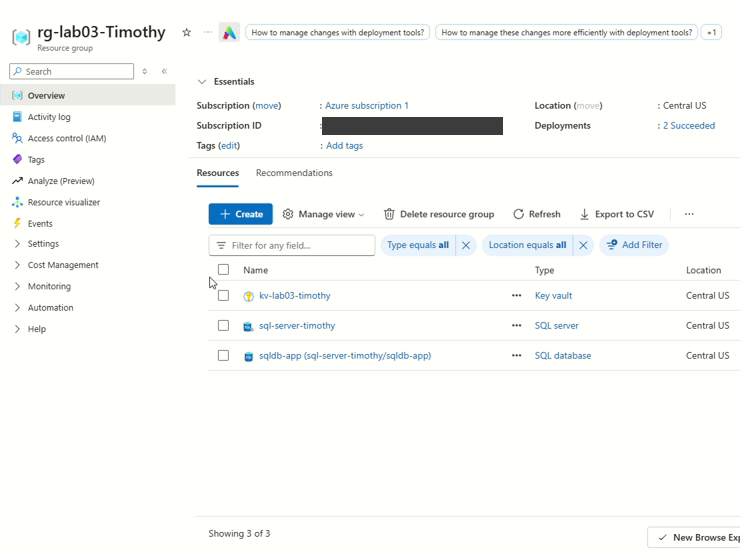 rg-lab03-Timothy
Resource group
How to manage changes with deployment tools?
How to manage these changes more efficiently with deployment tools?
+1
Search
Overview
Activity log
Access control (IAM)
Tags
Analyze (Preview)
Resource visualizer
Events
Settings
Cost Management
Monitoring
Automation
Help
Essentials
Subscription (move) : Azure subscription 1
Location (move) : Central US
Subscription ID :
Deployments : 2 Succeeded
Tags (edit) : Add tags
Resources Recommendations
Create Manage view Delete resource group Refresh Export to CSV
Filter for any field... Type equals all Location equals all Add Filter
Name Type Location
kv-lab03-timothy Key vault Central US
sql-server-timothy SQL server Central US
sqldb-app (sql-server-timothy/sqldb-app) SQL database Central US
Showing 3 of 3
New Browse Exp